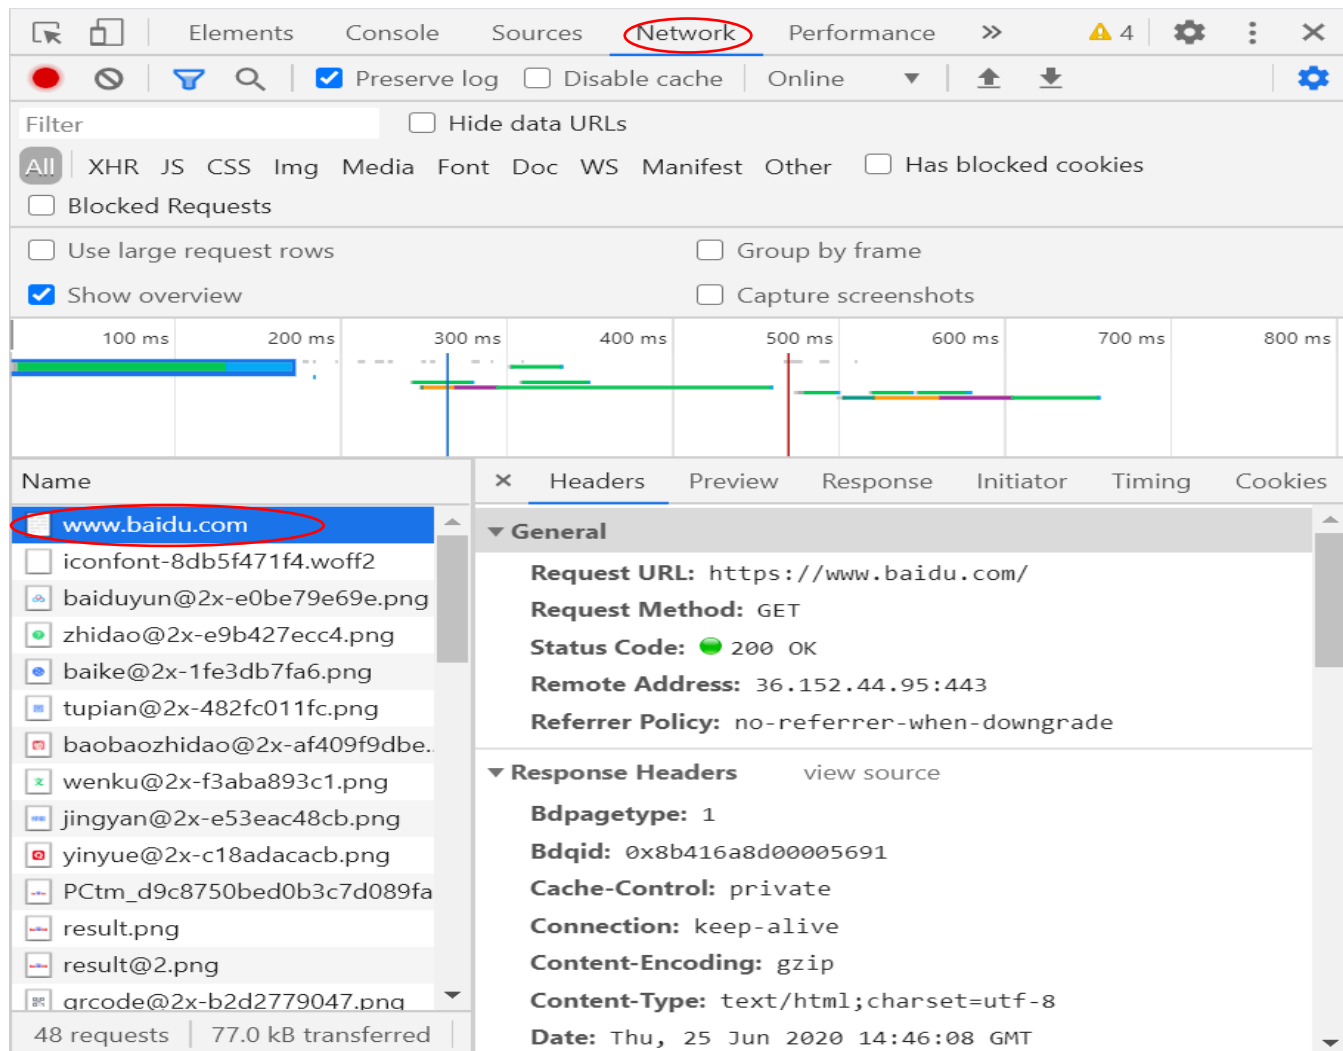 Elements Console Sources Network Performance » 4
Preserve log Disable cache Online
Filter Hide data URLs
All XHR JS CSS Img Media Font Doc WS Manifest Other Has blocked cookies
Blocked Requests
Use large request rows Group by frame
Show overview Capture screenshots
100 ms 200 ms 300 ms 400 ms 500 ms 600 ms 700 ms 800 ms
Name
www.baidu.com
iconfont-8db5f471f4.woff2
baiduyun@2x-e0be79e69e.png
zhidao@2x-e9b427ecc4.png
baike@2x-1fe3db7fa6.png
tupian@2x-482fc011fc.png
baobaozhidao@2x-af409f9dbe..
wenku@2x-f3aba893c1.png
jingyan@2x-e53eac48cb.png
yinyue@2x-c18adacacb.png
PCtm_d9c8750bed0b3c7d089fa
result.png
result@2.png
qrcode@2x-b2d2779047.png
48 requests 77.0 kB transferred
× Headers Preview Response Initiator Timing Cookies
General
Request URL: https://www.baidu.com/
Request Method: GET
Status Code: 200 OK
Remote Address: 36.152.44.95:443
Referrer Policy: no-referrer-when-downgrade
Response Headers view source
Bdpagetype: 1
Bdqid: 0x8b416a8d00005691
Cache-Control: private
Connection: keep-alive
Content-Encoding: gzip
Content-Type: text/html;charset=utf-8
Date: Thu, 25 Jun 2020 14:46:08 GMT